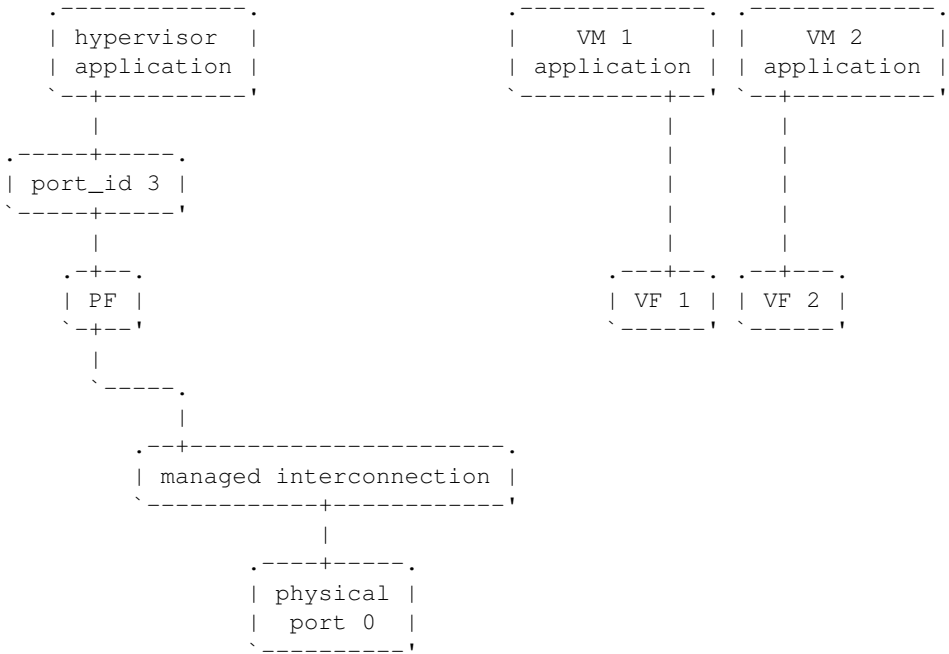 hypervisor
application
VM 1
application
VM 2
application
port_id 3
PF
VF 1
VF 2
managed interconnection
physical
port 0